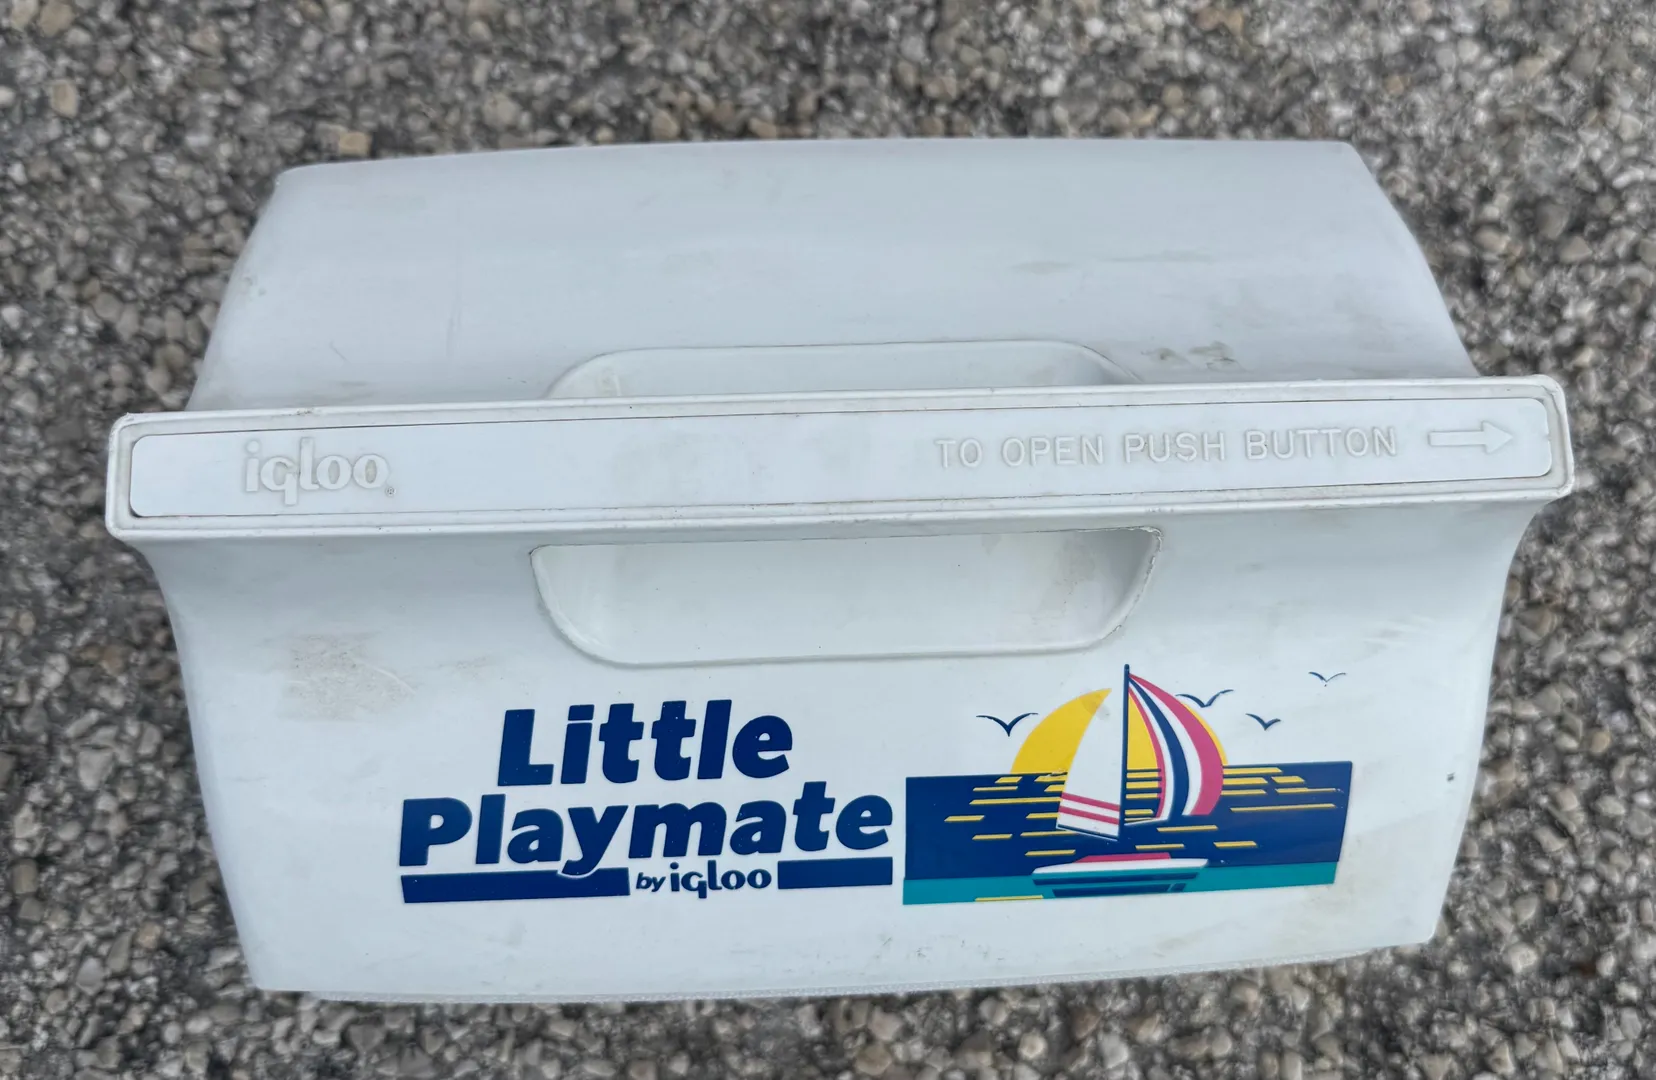 igloo®
TO OPEN PUSH BUTTON →
Little
Playmate
by igloo